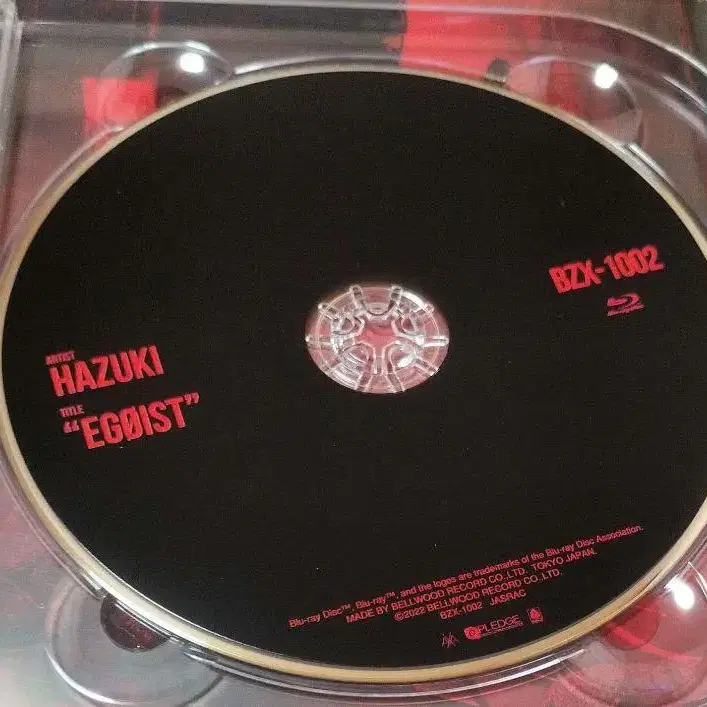 BZX-1002
ARTIST
HAZUKI
TITLE
“EGØIST”
Blu-ray Disc™, Blu-ray™, and the logos are trademarks of the Blu-ray Disc Association.
MADE BY BELLWOOD RECORD CO.,LTD. TOKYO JAPAN.
©2022 BELLWOOD RECORD CO.,LTD.
BZX-1002 JASRAC
PLEDGE